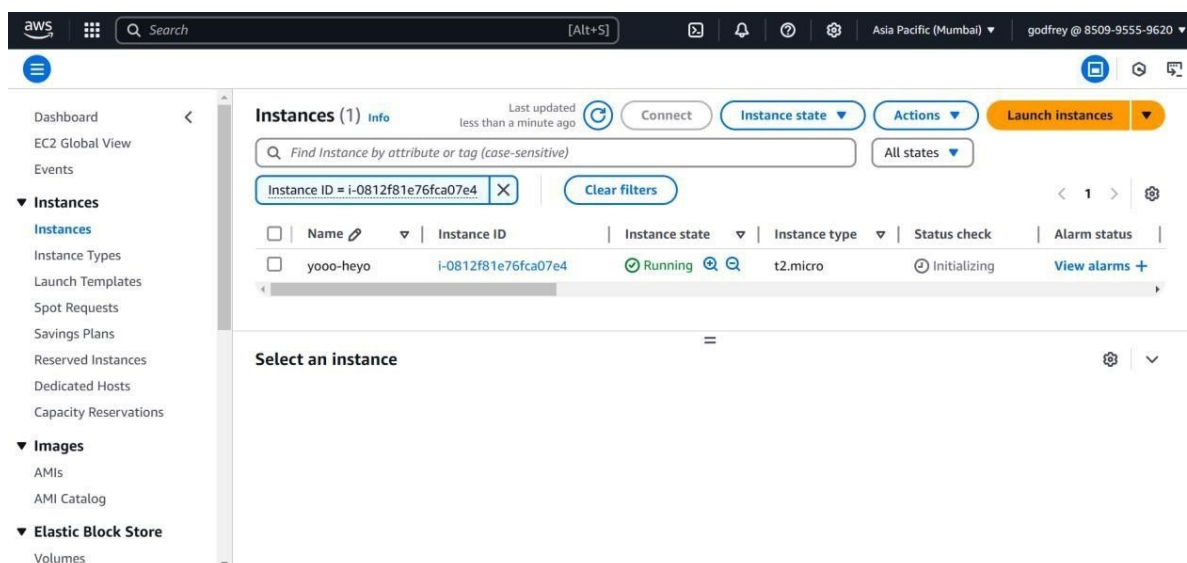 aws Search [Alt+S] Asia Pacific (Mumbai) godfrey @ 8509-9555-9620
Dashboard
EC2 Global View
Events
Instances
Instances
Instance Types
Launch Templates
Spot Requests
Savings Plans
Reserved Instances
Dedicated Hosts
Capacity Reservations
Images
AMIs
AMI Catalog
Elastic Block Store
Volumes
Instances (1) Info Last updated less than a minute ago Connect Instance state Actions Launch instances
Find Instance by attribute or tag (case-sensitive) All states
Instance ID = i-0812f81e76fca07e4 Clear filters < 1 >
Name Instance ID Instance state Instance type Status check Alarm status
yooo-heyo i-0812f81e76fca07e4 Running t2.micro Initializing View alarms +
Select an instance